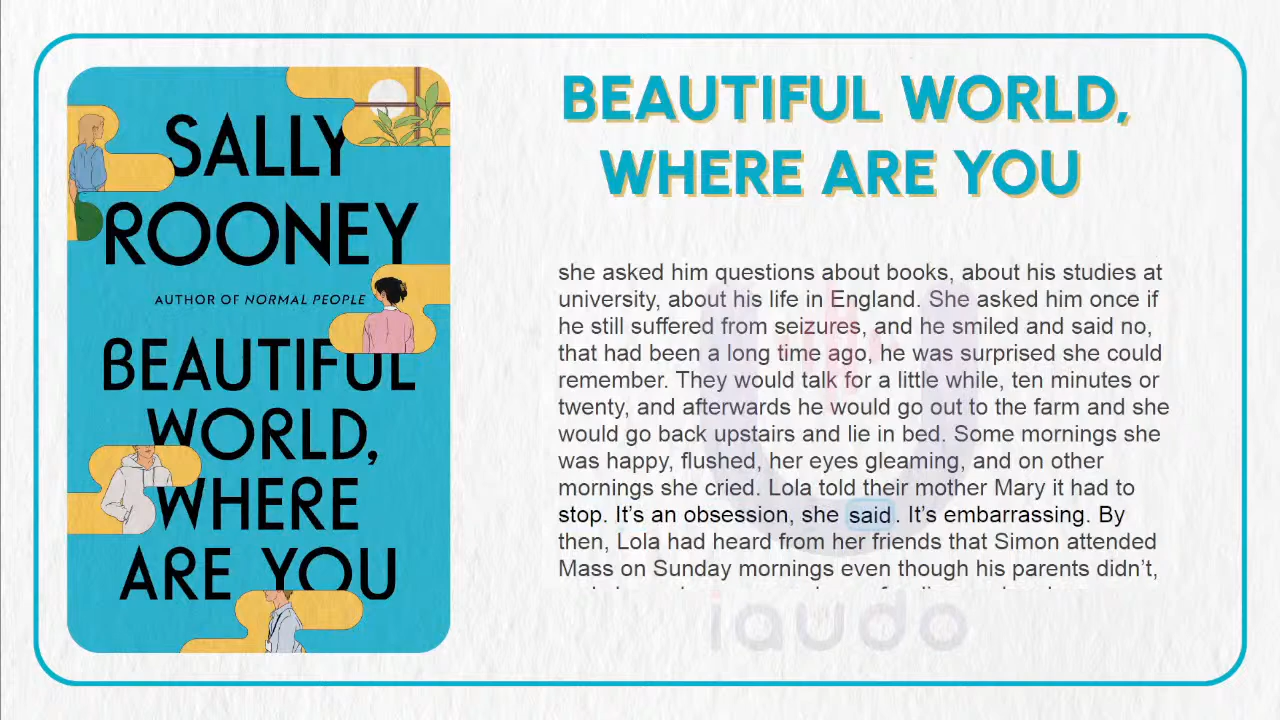 SALLY
ROONEY
AUTHOR OF NORMAL PEOPLE
BEAUTIFUL
WORLD,
WHERE
ARE YOU
BEAUTIFUL WORLD,
WHERE ARE YOU
she asked him questions about books, about his studies at
university, about his life in England. She asked him once if
he still suffered from seizures, and he smiled and said no,
that had been a long time ago, he was surprised she could
remember. They would talk for a little while, ten minutes or
twenty, and afterwards he would go out to the farm and she
would go back upstairs and lie in bed. Some mornings she
was happy, flushed, her eyes gleaming, and on other
mornings she cried. Lola told their mother Mary it had to
stop. It’s an obsession, she said. It’s embarrassing. By
then, Lola had heard from her friends that Simon attended
Mass on Sunday mornings even though his parents didn’t,
iaudo